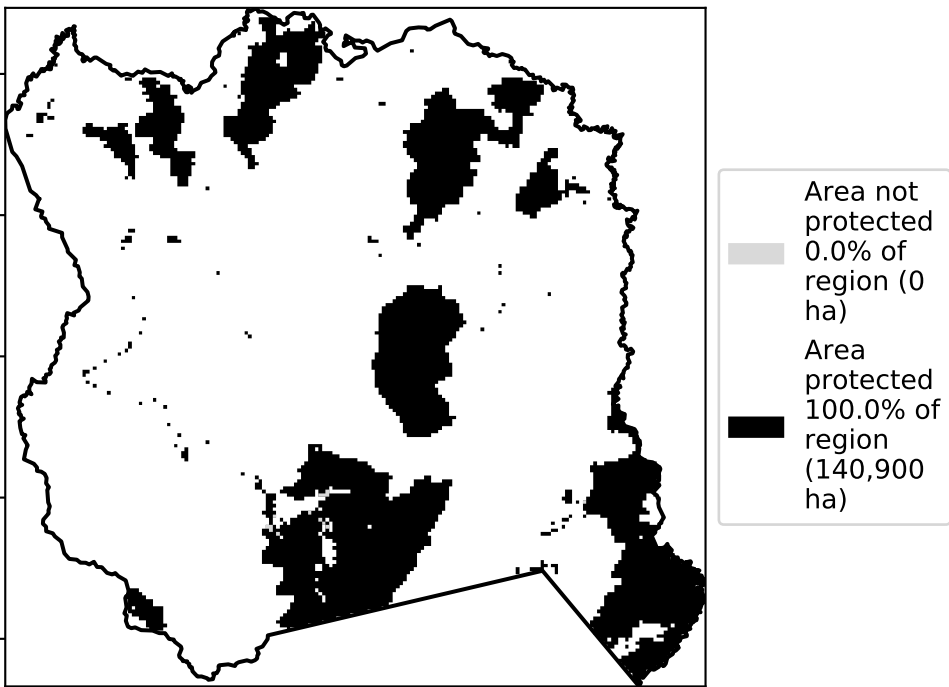 Area not
protected
0.0% of
region (0
ha)
Area
protected
100.0% of
region
(140,900
ha)